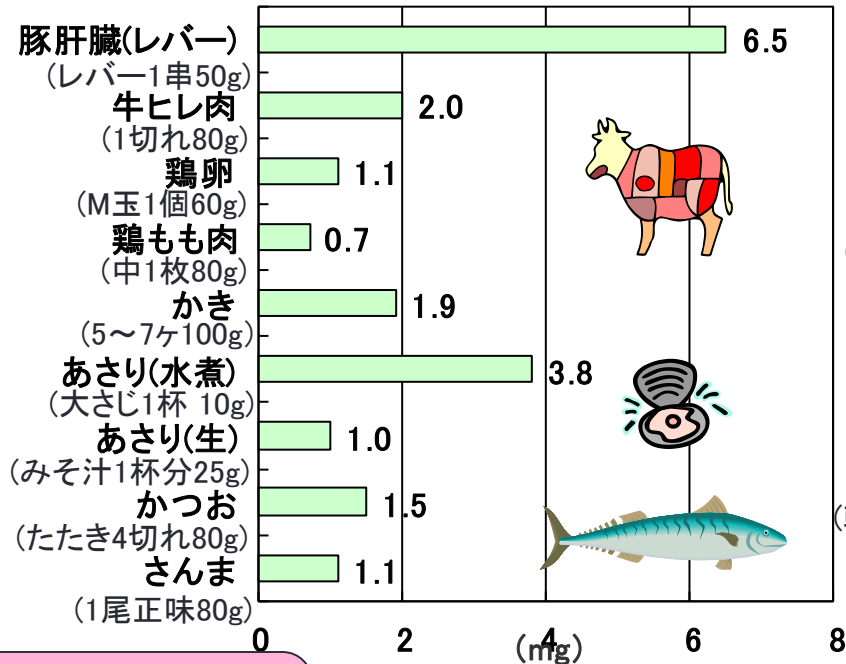 豚肝臓(レバー)
6.5
(レバー1串50g)
牛ヒレ肉
2.0
(1切れ80g)
鶏卵
1.1
(M玉1個60g)
鶏もも肉
0.7
(中1枚80g)
かき
1.9
(5～7ヶ100g)
あさり(水煮)
3.8
(大さじ1杯 10g)
あさり(生)
1.0
(みそ汁1杯分25g)
かつお
1.5
(たたき4切れ80g)
さんま
1.1
(1尾正味80g)
0 2 4 6 8
(mg)